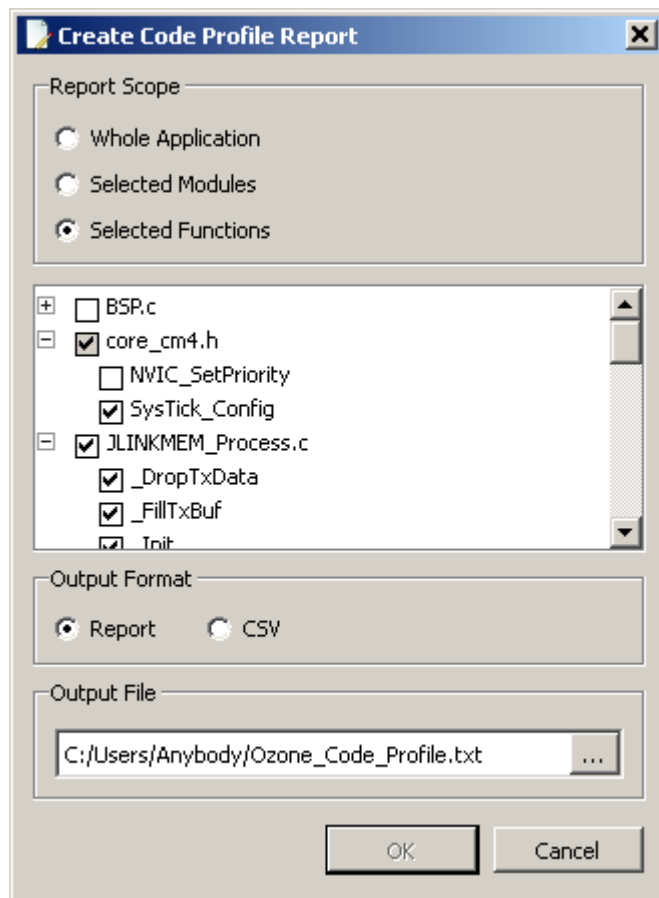 Create Code Profile Report
Report Scope
Whole Application
Selected Modules
Selected Functions
BSP.c
core_cm4.h
NVIC_SetPriority
SysTick_Config
JLINKMEM_Process.c
_DropTxData
_FillTxBuf
_Init
Output Format
Report CSV
Output File
C:/Users/Anybody/Ozone_Code_Profile.txt ...
OK Cancel